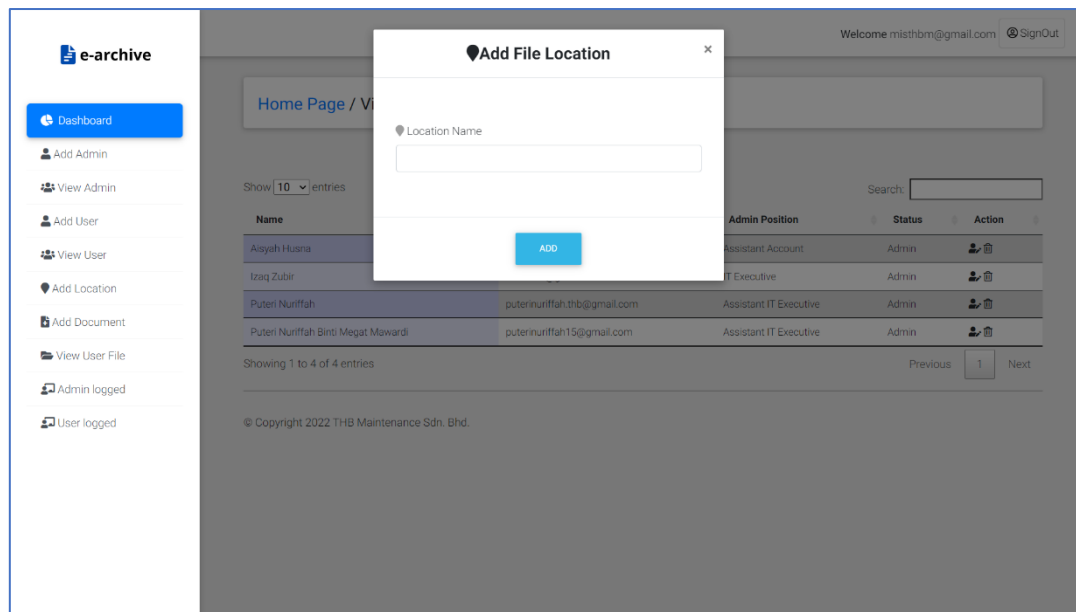 e-archive
Welcome misthbm@gmail.com SignOut
Add File Location ×
Home Page / Vi
Location Name
ADD
Dashboard
Add Admin
View Admin
Add User
View User
Add Location
Add Document
View User File
Admin logged
User logged
Show 10 entries
Search:
Name Admin Position Status Action
Aisyah Husna Assistant Account Admin
Izaq Zubir IT Executive Admin
Puteri Nuriffah puterinuriffah.thb@gmail.com Assistant IT Executive Admin
Puteri Nuriffah Binti Megat Mawardi puterinuriffah15@gmail.com Assistant IT Executive Admin
Showing 1 to 4 of 4 entries
Previous 1 Next
© Copyright 2022 THB Maintenance Sdn. Bhd.